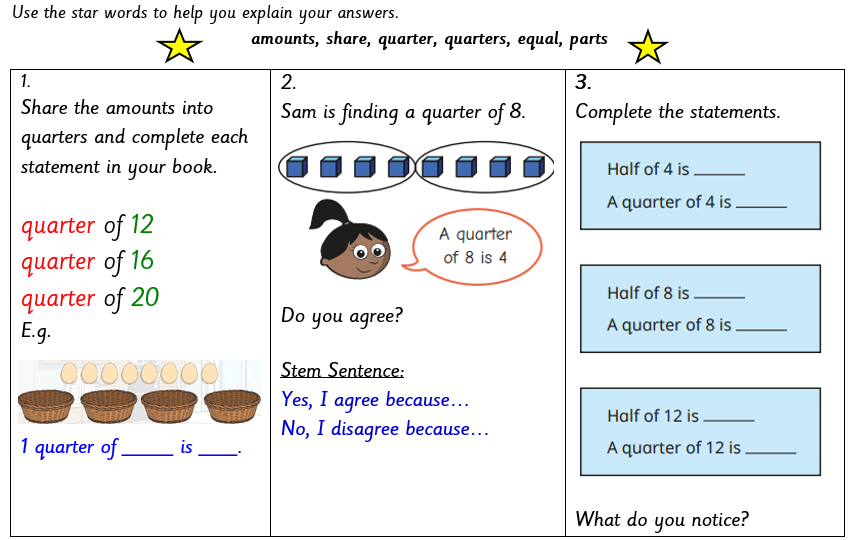 Use the star words to help you explain your answers.
amounts, share, quarter, quarters, equal, parts
1.
Share the amounts into
quarters and complete each
statement in your book.
quarter of 12
quarter of 16
quarter of 20
E.g.
1 quarter of _____ is ____.
2.
Sam is finding a quarter of 8.
A quarter
of 8 is 4
Do you agree?
Stem Sentence:
Yes, I agree because...
No, I disagree because...
3.
Complete the statements.
Half of 4 is ______
A quarter of 4 is ______
Half of 8 is ______
A quarter of 8 is ______
Half of 12 is ______
A quarter of 12 is ______
What do you notice?